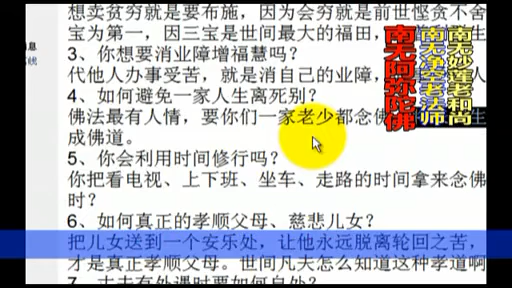 想卖贫穷就是要布施，因为会穷就是前世悭贪不舍
宝为第一，因三宝是世间最大的福田，
3、你想要消业障增福慧吗？
代他人办事受苦，就是消自己的业障，
4、如何避免一家人生离死别？
佛法最有人情，要你们一家老少都念佛
成佛道。
5、你会利用时间修行吗？
你把看电视、上下班、坐车、走路的时间拿来念佛
时？
6、如何真正的孝顺父母、慈悲儿女？
把儿女送到一个安乐处，让他永远脱离轮回之苦，
才是真正孝顺父母。世间凡夫怎么知道这种孝道啊
南无阿弥陀佛
南无净空老法师
南无妙莲老和尚